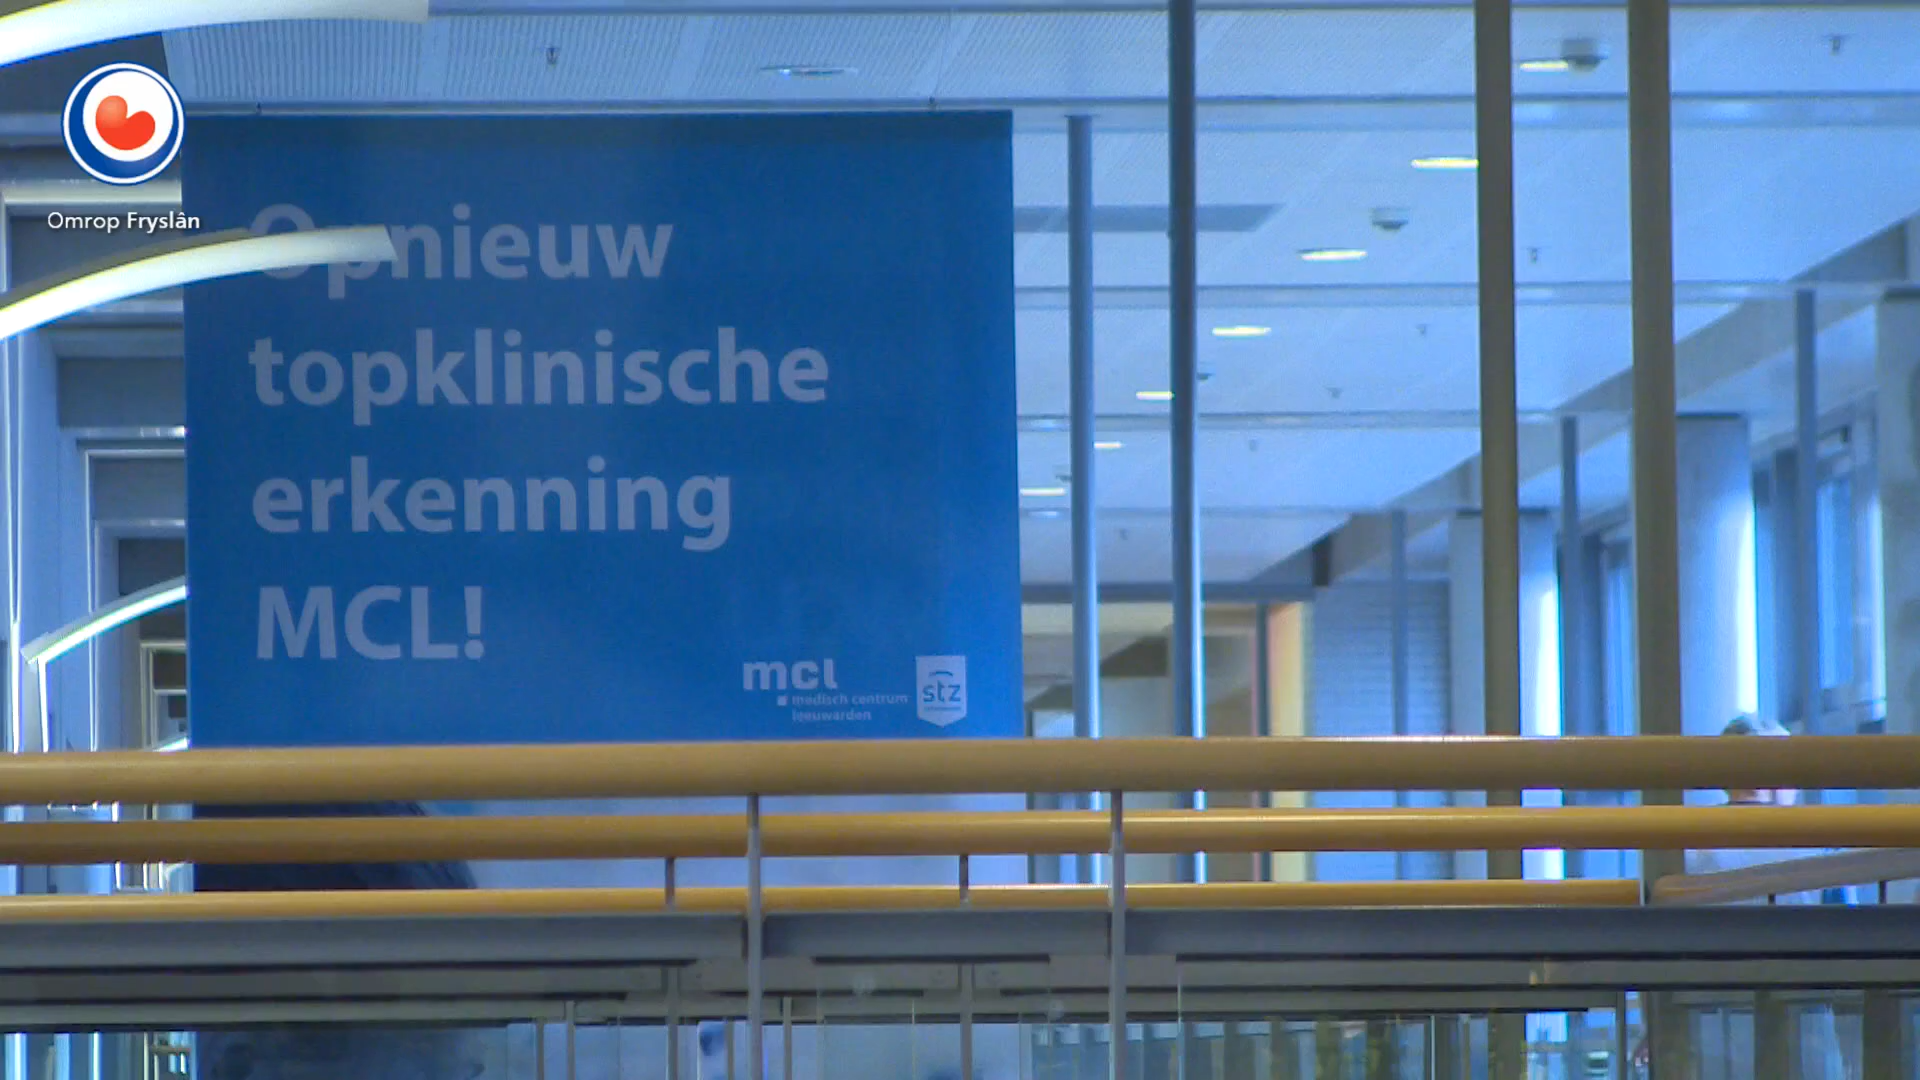 Omrop Fryslân
Opnieuw
topklinische
erkenning
MCL!
mcl
medisch centrum
leeuwarden
stz